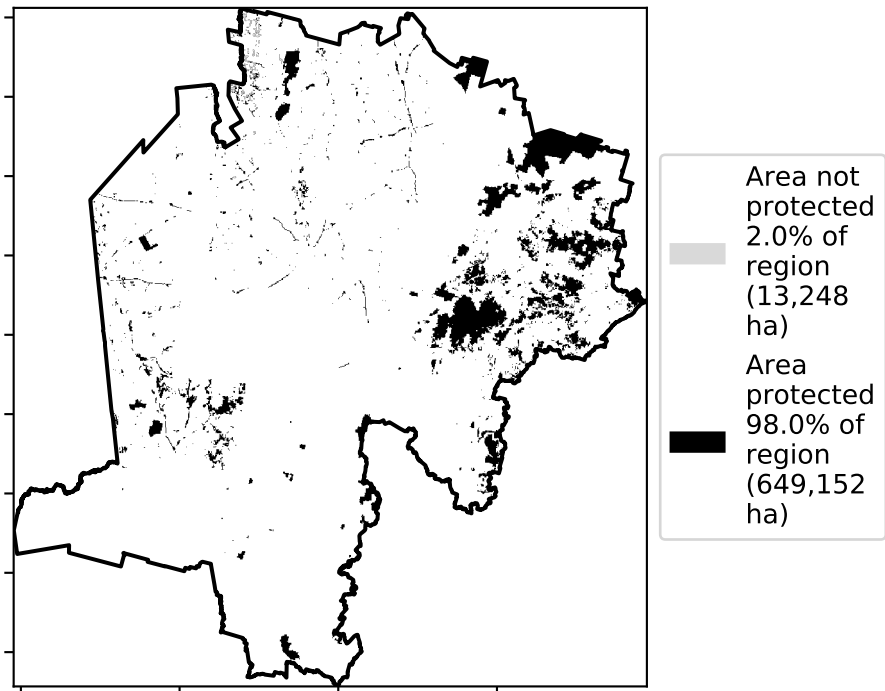 Area not
protected
2.0% of
region
(13,248
ha)
Area
protected
98.0% of
region
(649,152
ha)